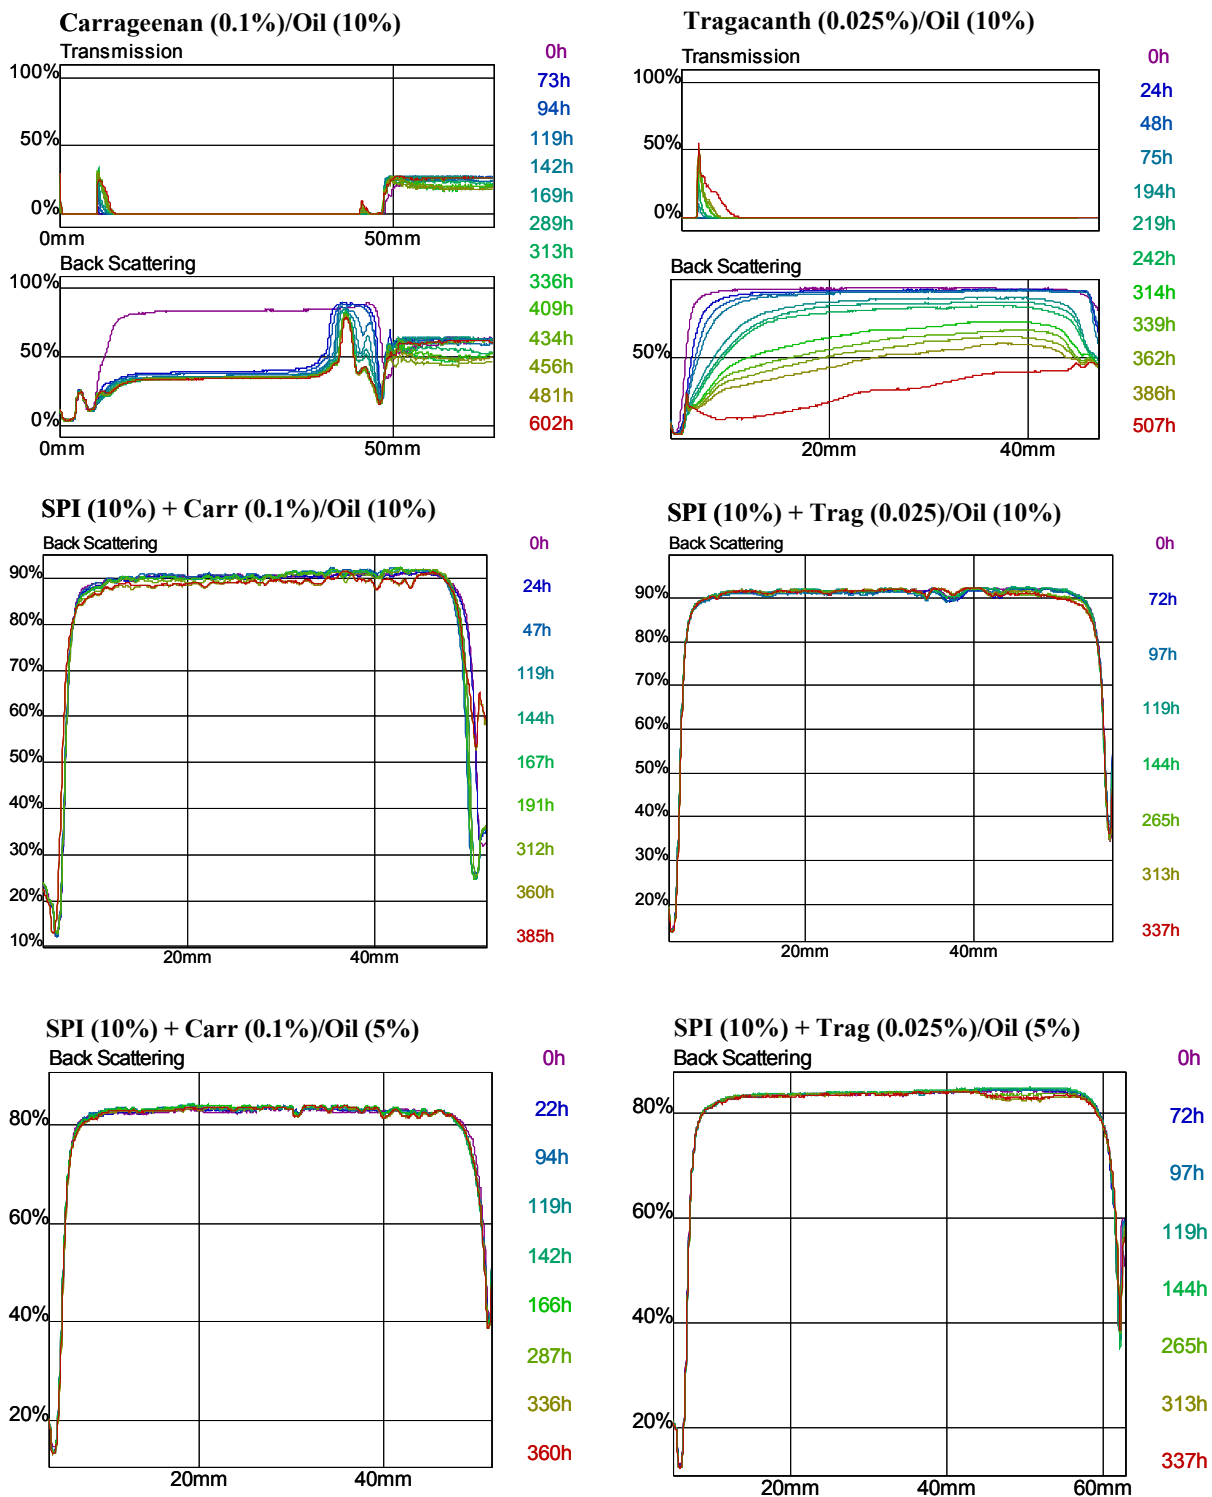 Carrageenan (0.1%)/Oil (10%)
Transmission
100%
50%
0%
0mm
50mm
Back Scattering
100%
50%
0%
0mm
50mm
0h
73h
94h
119h
142h
169h
289h
313h
336h
409h
434h
456h
481h
602h
Tragacanth (0.025%)/Oil (10%)
Transmission
100%
50%
0%
Back Scattering
50%
20mm
40mm
0h
24h
48h
75h
194h
219h
242h
314h
339h
362h
386h
507h
SPI (10%) + Carr (0.1%)/Oil (10%)
Back Scattering
90%
80%
70%
60%
50%
40%
30%
20%
10%
20mm
40mm
0h
24h
47h
119h
144h
167h
191h
312h
360h
385h
SPI (10%) + Trag (0.025)/Oil (10%)
Back Scattering
90%
80%
70%
60%
50%
40%
30%
20%
20mm
40mm
0h
72h
97h
119h
144h
265h
313h
337h
SPI (10%) + Carr (0.1%)/Oil (5%)
Back Scattering
80%
60%
40%
20%
20mm
40mm
0h
22h
94h
119h
142h
166h
287h
336h
360h
SPI (10%) + Trag (0.025%)/Oil (5%)
Back Scattering
80%
60%
40%
20%
20mm
40mm
60mm
0h
72h
97h
119h
144h
265h
313h
337h